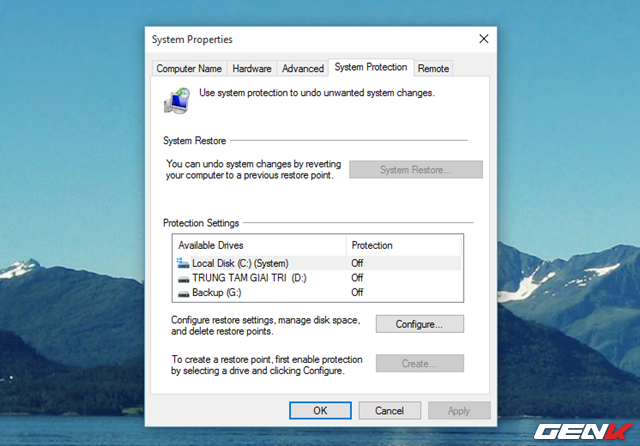 System Properties
Computer Name Hardware Advanced System Protection Remote
Use system protection to undo unwanted system changes.
System Restore
You can undo system changes by reverting
your computer to a previous restore point.
System Restore...
Protection Settings
Available Drives Protection
Local Disk (C:) (System) Off
TRUNG TAM GIAI TRI (D:) Off
Backup (G:) Off
Configure restore settings, manage disk space,
and delete restore points.
Configure...
To create a restore point, first enable protection
by selecting a drive and clicking Configure.
Create...
OK Cancel Apply
GENK